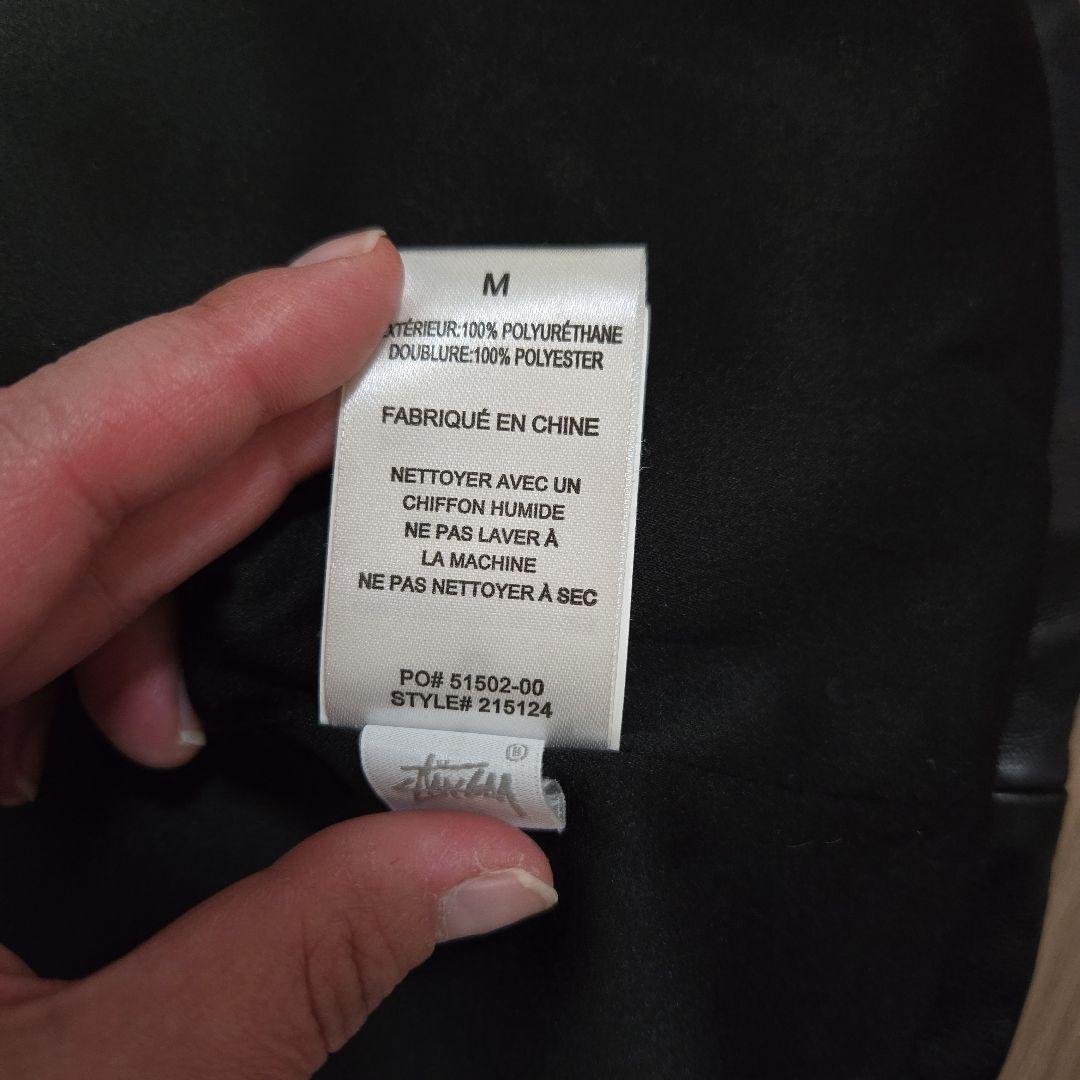 M
EXTÉRIEUR:100% POLYURÉTHANE
DOUBLURE:100% POLYESTER
FABRIQUÉ EN CHINE
NETTOYER AVEC UN
CHIFFON HUMIDE
NE PAS LAVER À
LA MACHINE
NE PAS NETTOYER À SEC
PO# 51502-00
STYLE# 215124
Stüssy ®